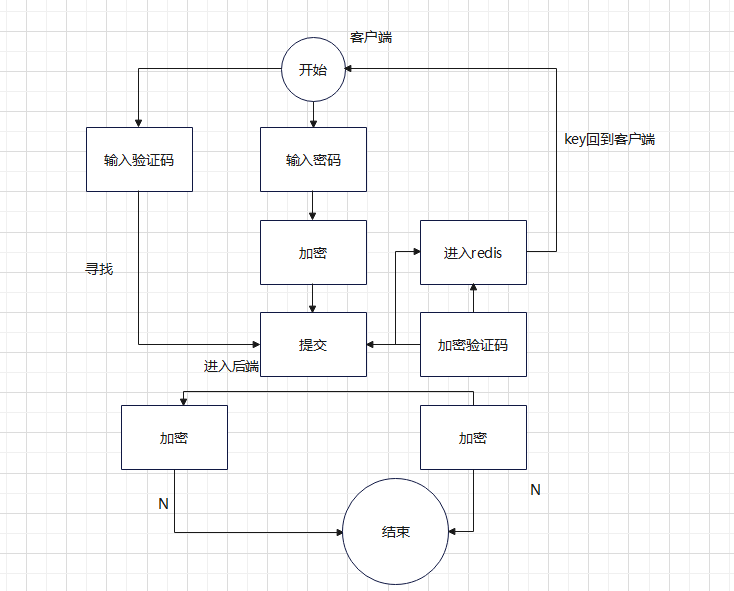 客户端
开始
key回到客户端
输入验证码
输入密码
加密
进入redis
寻找
提交
加密验证码
进入后端
加密
加密
N
N
结束